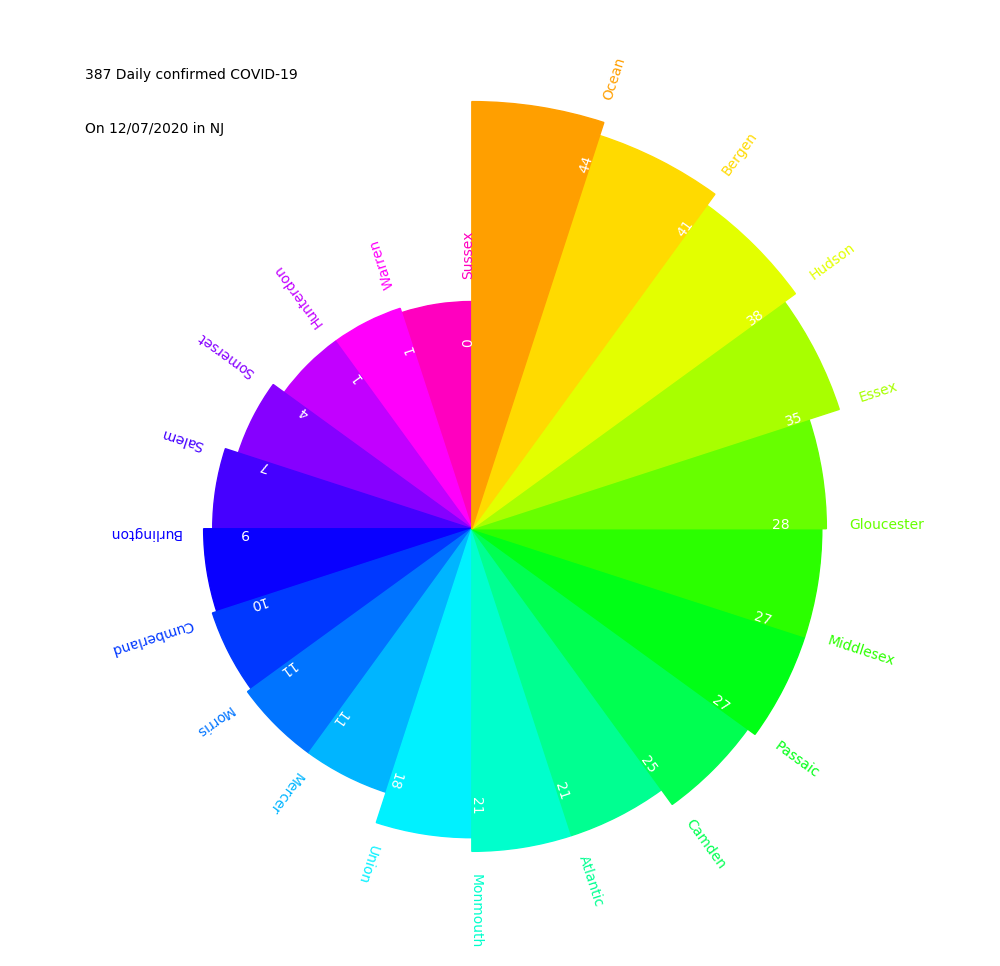 387 Daily confirmed COVID-19
On 12/07/2020 in NJ
Ocean
44
Bergen
41
Hudson
38
Essex
35
Gloucester
28
Middlesex
27
Passaic
27
Camden
25
Atlantic
21
Monmouth
21
Union
18
Mercer
11
Morris
11
Cumberland
10
Burlington
9
Salem
7
Somerset
4
Hunterdon
1
Warren
1
Sussex
0